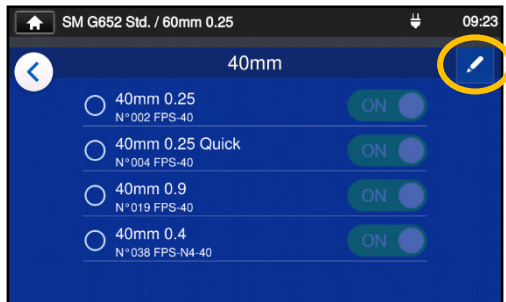 SM G652 Std. / 60mm 0.25 09:23
40mm
40mm 0.25 ON
N°002 FPS-40
40mm 0.25 Quick ON
N°004 FPS-40
40mm 0.9 ON
N°019 FPS-40
40mm 0.4 ON
N°038 FPS-N4-40